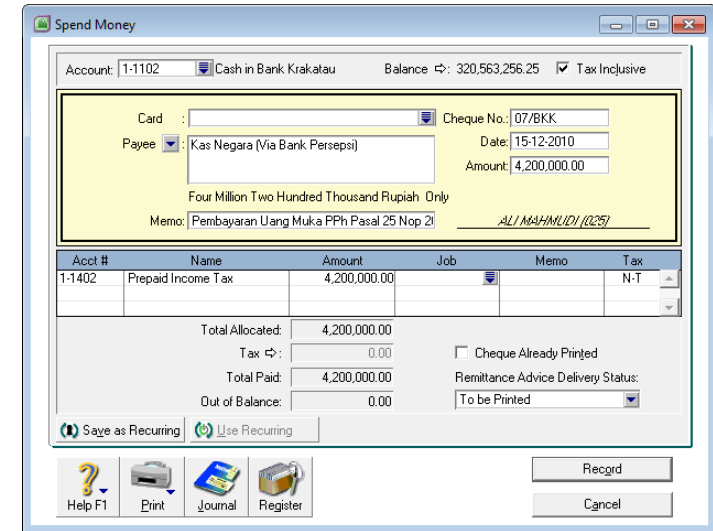 Spend Money
Account: 1-1102 Cash in Bank Krakatau Balance ⇨: 320,563,256.25 Tax Inclusive
Card :
Cheque No.: 07/BKK
Payee : Kas Negara (Via Bank Persepsi)
Date: 15-12-2010
Amount: 4,200,000.00
Four Million Two Hundred Thousand Rupiah Only
Memo: Pembayaran Uang Muka PPh Pasal 25 Nop 20
ALI MAHMUDI (025)
Acct # Name Amount Job Memo Tax
1-1402 Prepaid Income Tax 4,200,000.00 N-T
Total Allocated: 4,200,000.00
Tax ⇨: 0.00 Cheque Already Printed
Total Paid: 4,200,000.00 Remittance Advice Delivery Status:
Out of Balance: 0.00 To be Printed
Save as Recurring Use Recurring
Help F1 Print Journal Register
Record
Cancel